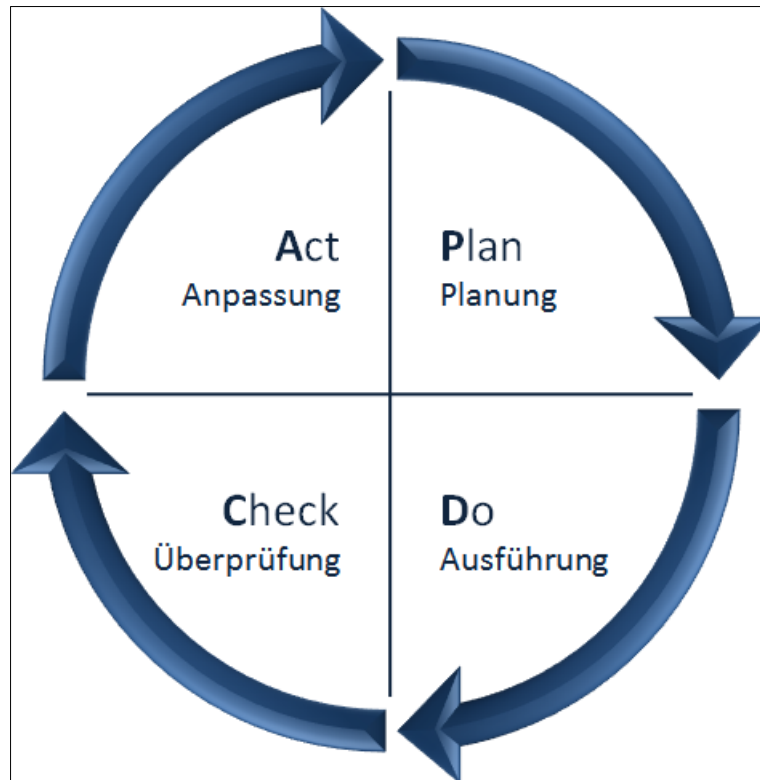 Act
Anpassung
Plan
Planung
Check
Überprüfung
Do
Ausführung